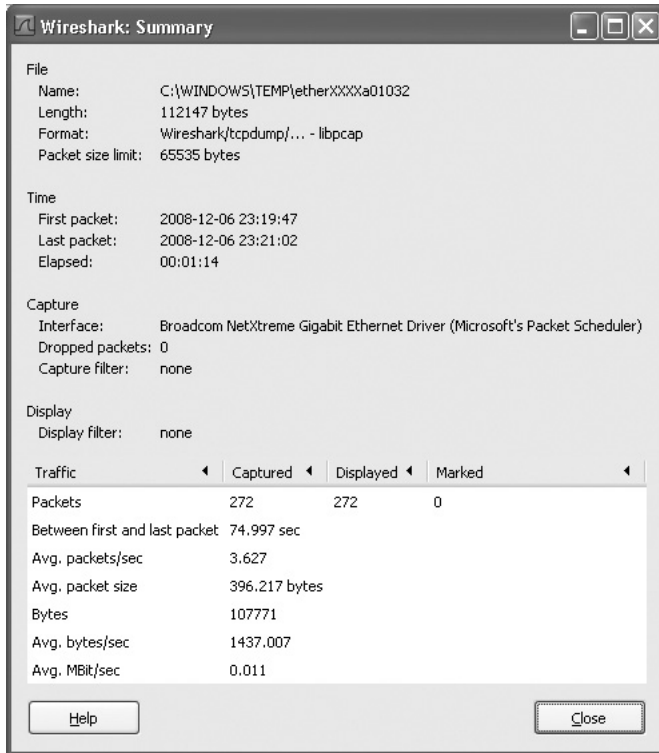 Wireshark: Summary
File
Name: C:\WINDOWS\TEMP\etherXXXXa01032
Length: 112147 bytes
Format: Wireshark/tcpdump/... - libpcap
Packet size limit: 65535 bytes
Time
First packet: 2008-12-06 23:19:47
Last packet: 2008-12-06 23:21:02
Elapsed: 00:01:14
Capture
Interface: Broadcom NetXtreme Gigabit Ethernet Driver (Microsoft's Packet Scheduler)
Dropped packets: 0
Capture filter: none
Display
Display filter: none
Traffic Captured Displayed Marked
Packets 272 272 0
Between first and last packet 74.997 sec
Avg. packets/sec 3.627
Avg. packet size 396.217 bytes
Bytes 107771
Avg. bytes/sec 1437.007
Avg. MBit/sec 0.011
Help Close